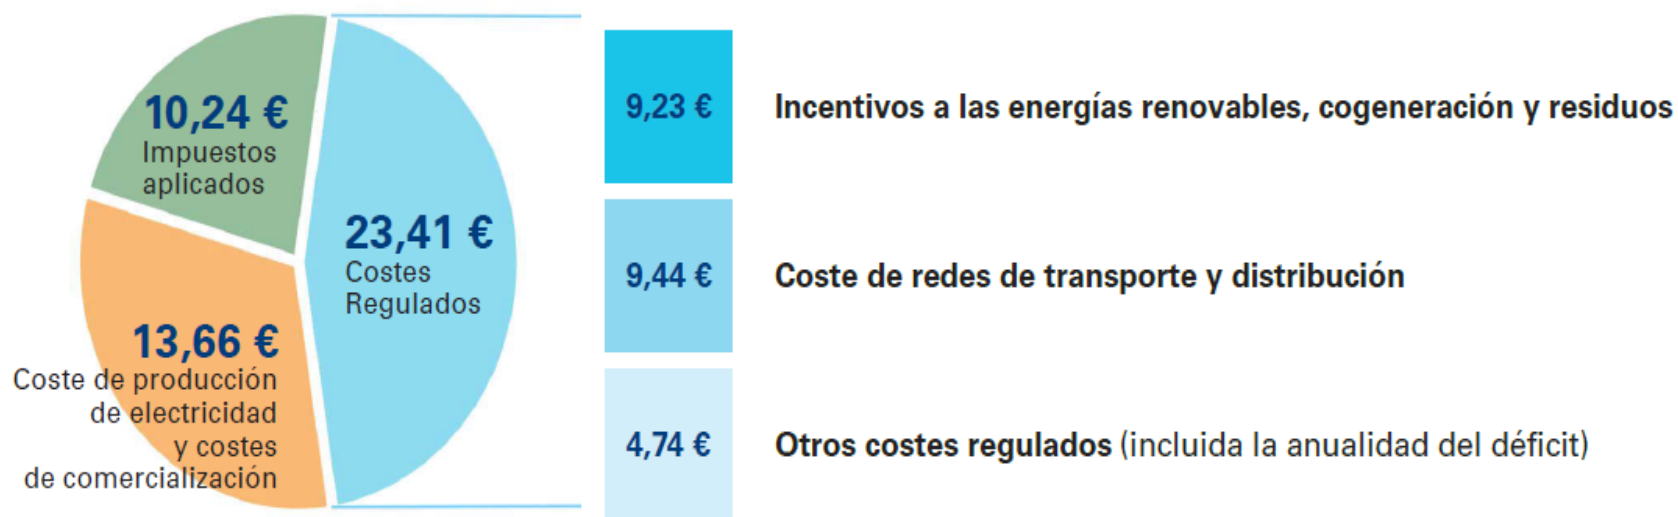 10,24 €
Impuestos
aplicados
23,41 €
Costes
Regulados
13,66 €
Coste de producción
de electricidad
y costes
de comercialización
9,23 €
Incentivos a las energías renovables, cogeneración y residuos
9,44 €
Coste de redes de transporte y distribución
4,74 €
Otros costes regulados (incluida la anualidad del déficit)